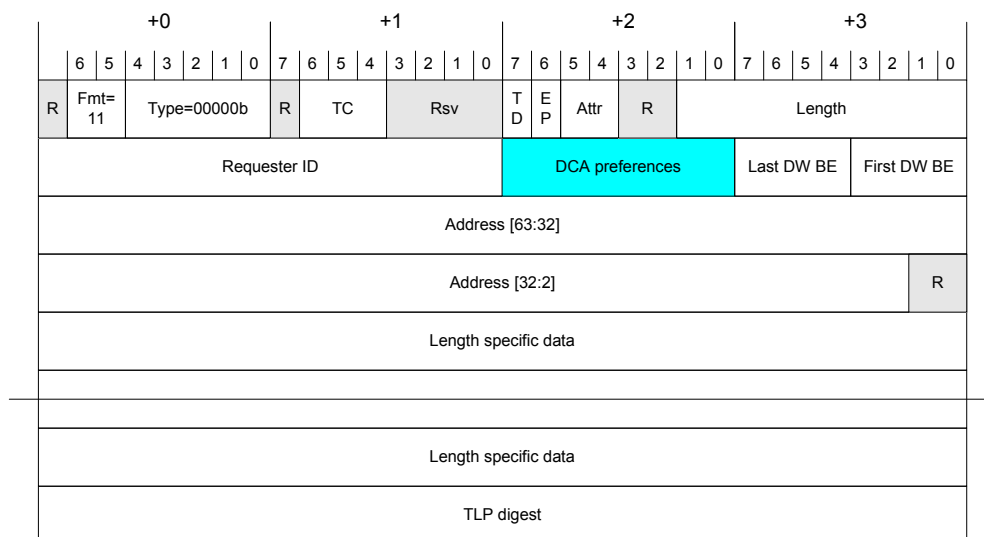 +0 +1 +2 +3
6 5 4 3 2 1 0 7 6 5 4 3 2 1 0 7 6 5 4 3 2 1 0 7 6 5 4 3 2 1 0
R Fmt= 11 Type=00000b R TC Rsv T D E P Attr R Length
Requester ID DCA preferences Last DW BE First DW BE
Address [63:32]
Address [32:2] R
Length specific data
Length specific data
TLP digest